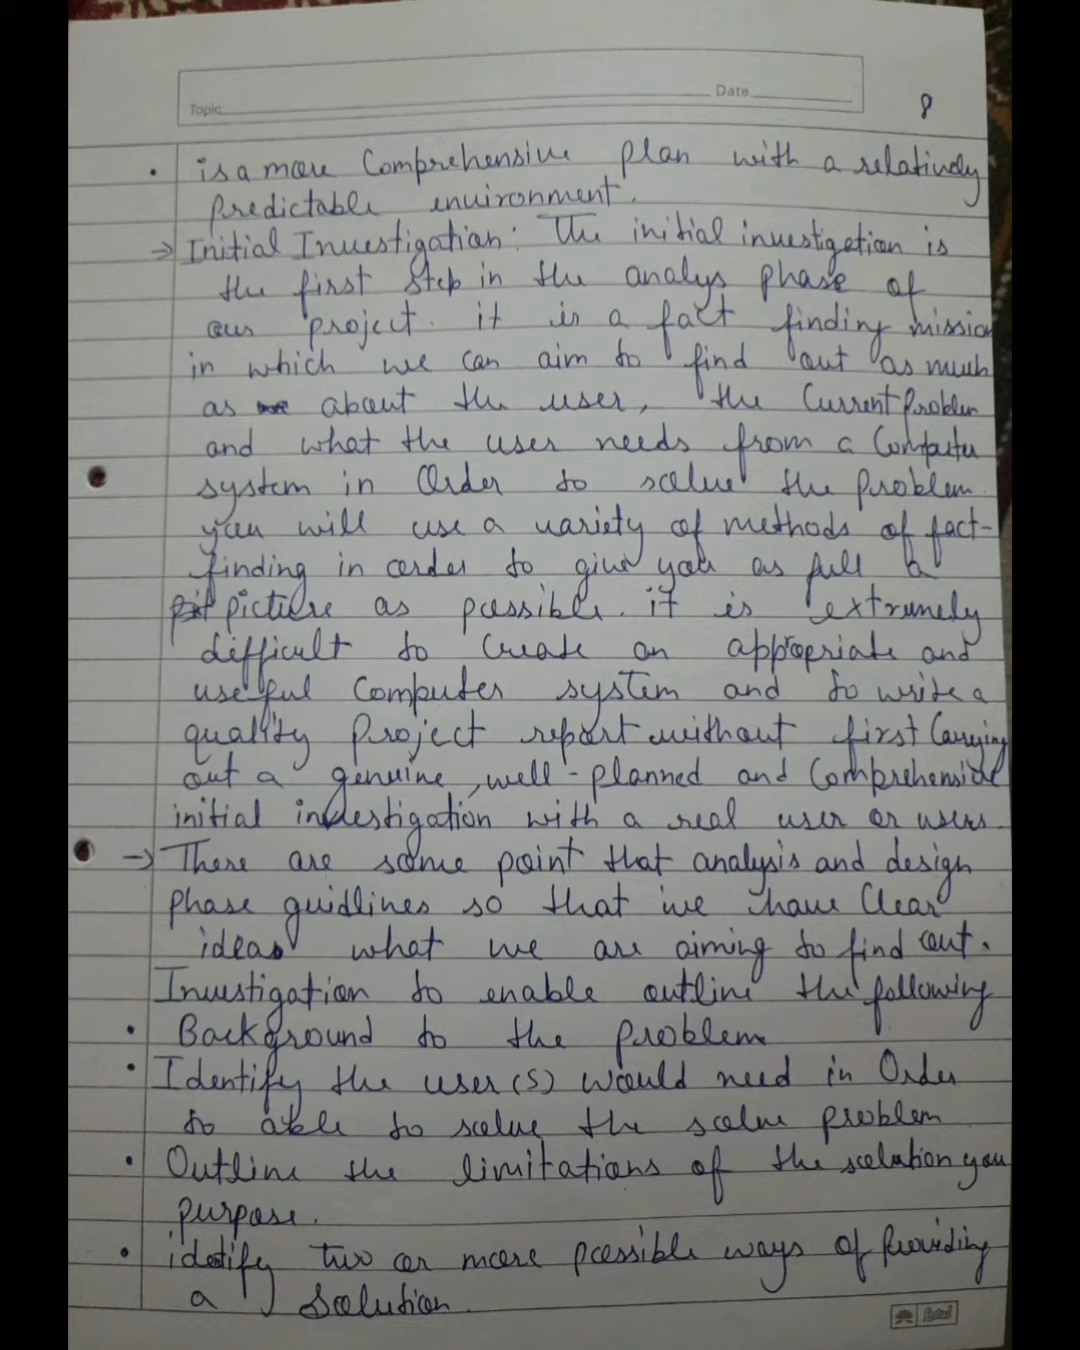 Topic
Date
8
• is a more Comprehensive plan with a relatively
predictable environment.
→ Initial Investigation: The initial investigation is
the first step in the analys phase of
our project. it is a fact finding mission
in which we can aim to find out as much
as about the user, the Current Problem
and what the user needs from a Computer
system in Order to solve the problem.
you will use a variety of methods of fact-
finding in order to give you as full a
picture as possible. it is extremely
difficult to Create an appropriate and
useful Computer system and to write a
quality Project report without first Carrying
out a genuine, well-planned and Comprehensive
initial investigation with a real user or users.
→ There are some point that analysis and design
phase guidlines so that we have Clear
ideas what we are aiming to find out.
Investigation to enable outline the following
• Background to the problem
• Identify the user(s) would need in Order
to able to solve the solve problem
• Outline the limitations of the solution you
purpose.
• idetify two or more possible ways of Providing
a Solution.